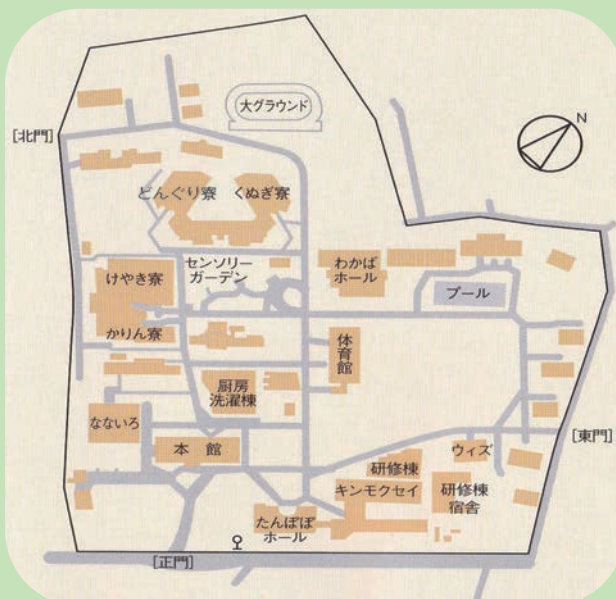 大グラウンド
[北門]
N
どんぐり寮
くぬぎ寮
けやき寮
センソリー
ガーデン
わかば
ホール
プール
かりん寮
体育館
厨房
洗濯棟
なないろ
本館
ウィズ
[東門]
研修棟
キンモクセイ
研修棟
宿舎
たんぽぽ
ホール
[正門]